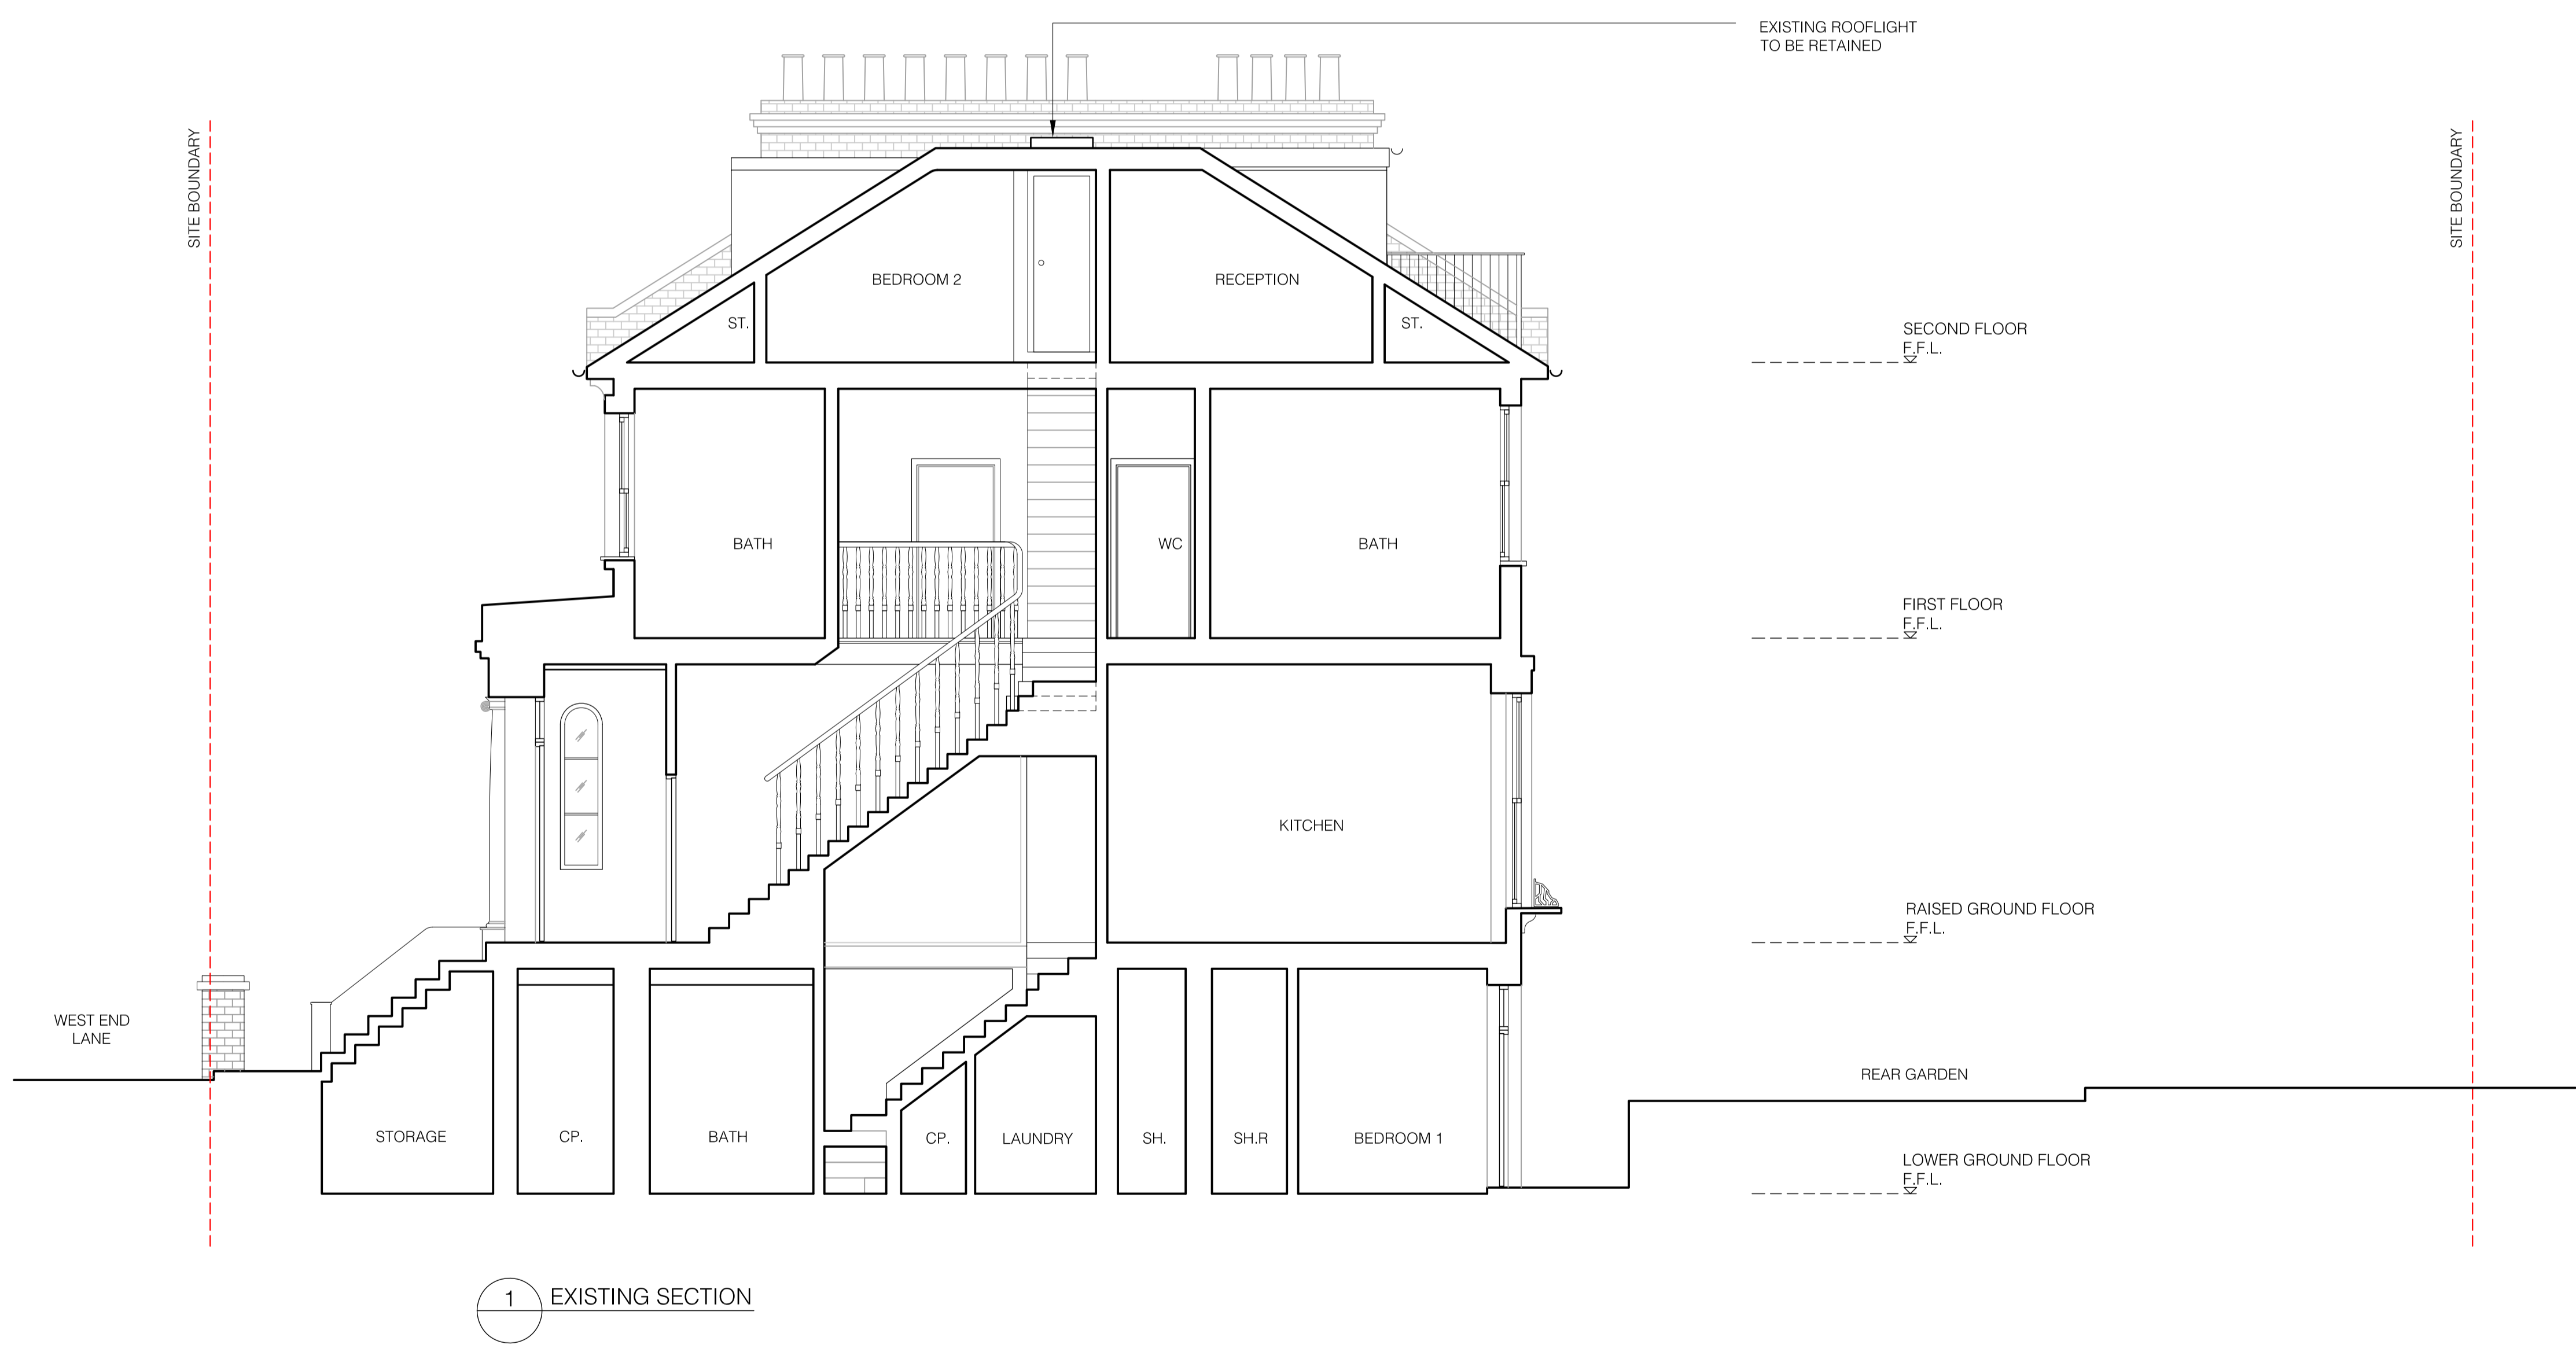 EXISTING ROOFLIGHT
TO BE RETAINED
SITE BOUNDARY
SITE BOUNDARY
BEDROOM 2
RECEPTION
ST.
ST.
SECOND FLOOR
F.F.L.
BATH
WC
BATH
FIRST FLOOR
F.F.L.
KITCHEN
RAISED GROUND FLOOR
F.F.L.
WEST END
LANE
REAR GARDEN
STORAGE
CP.
BATH
CP.
LAUNDRY
SH.
SH.R
BEDROOM 1
LOWER GROUND FLOOR
F.F.L.
1
EXISTING SECTION